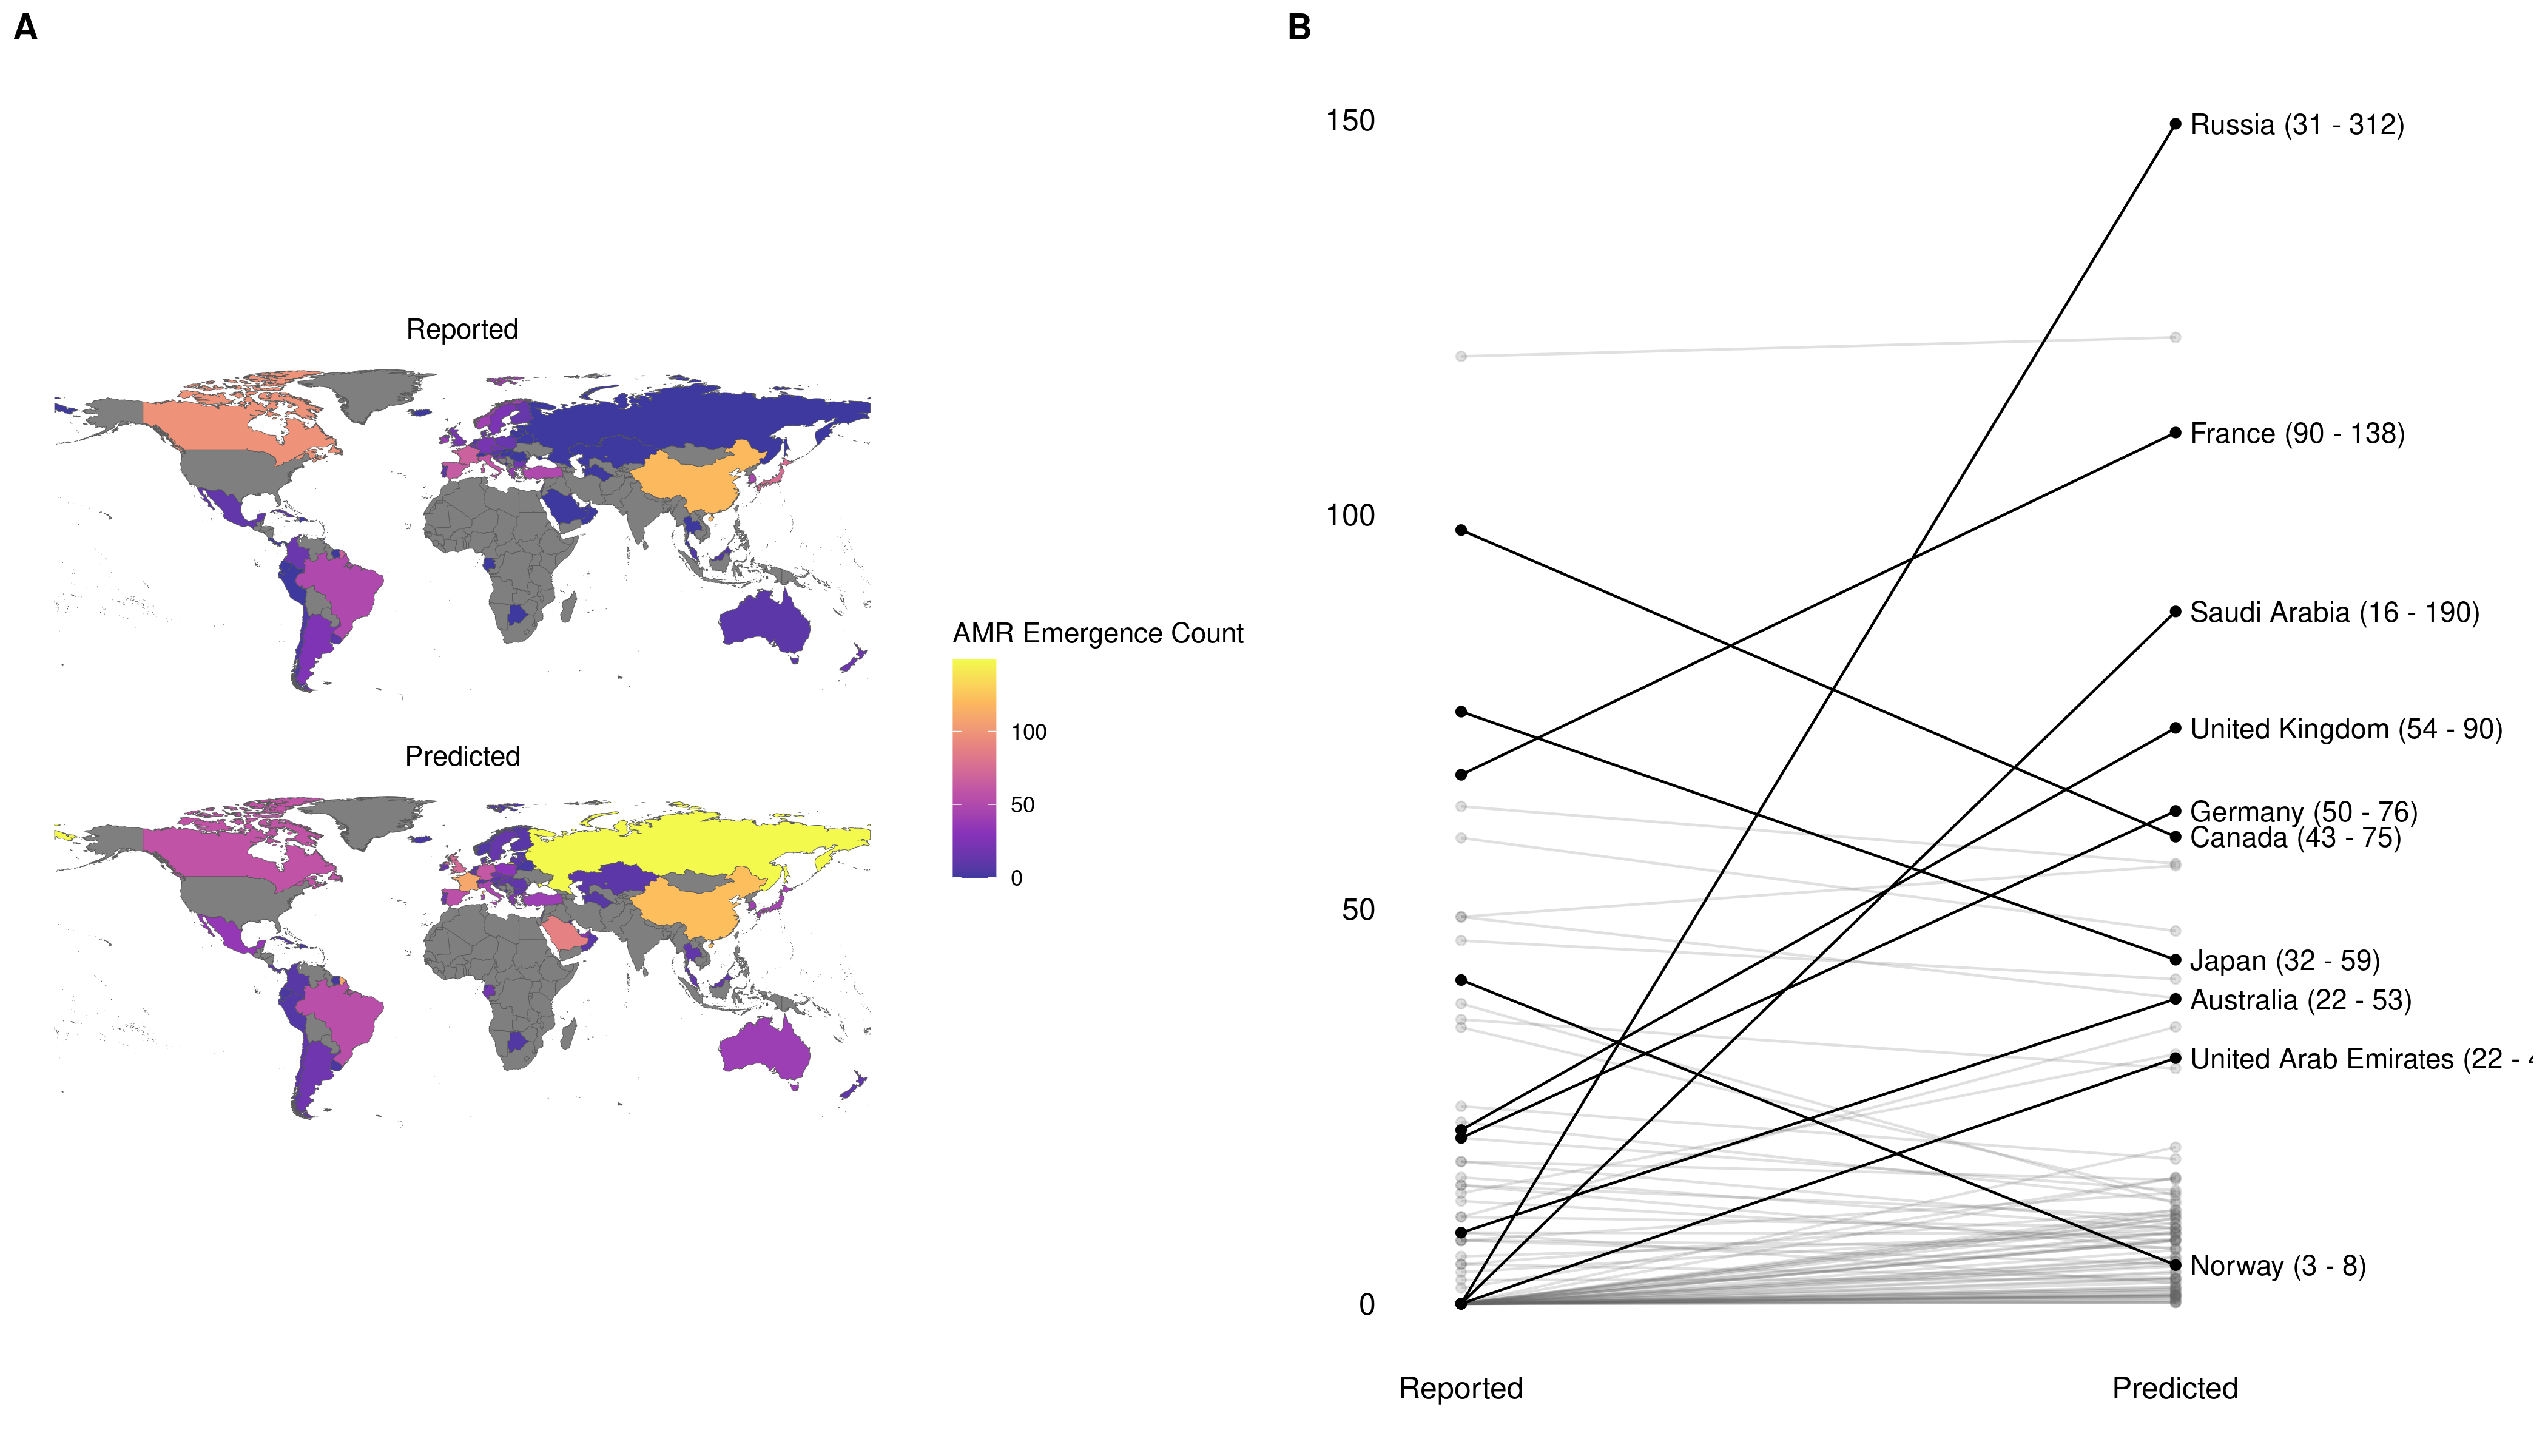 A
Reported
Predicted
AMR Emergence Count
100
50
0
B
150
100
50
0
Russia (31 - 312)
France (90 - 138)
Saudi Arabia (16 - 190)
United Kingdom (54 - 90)
Germany (50 - 76)
Canada (43 - 75)
Japan (32 - 59)
Australia (22 - 53)
United Arab Emirates (22 -
Norway (3 - 8)
Reported
Predicted